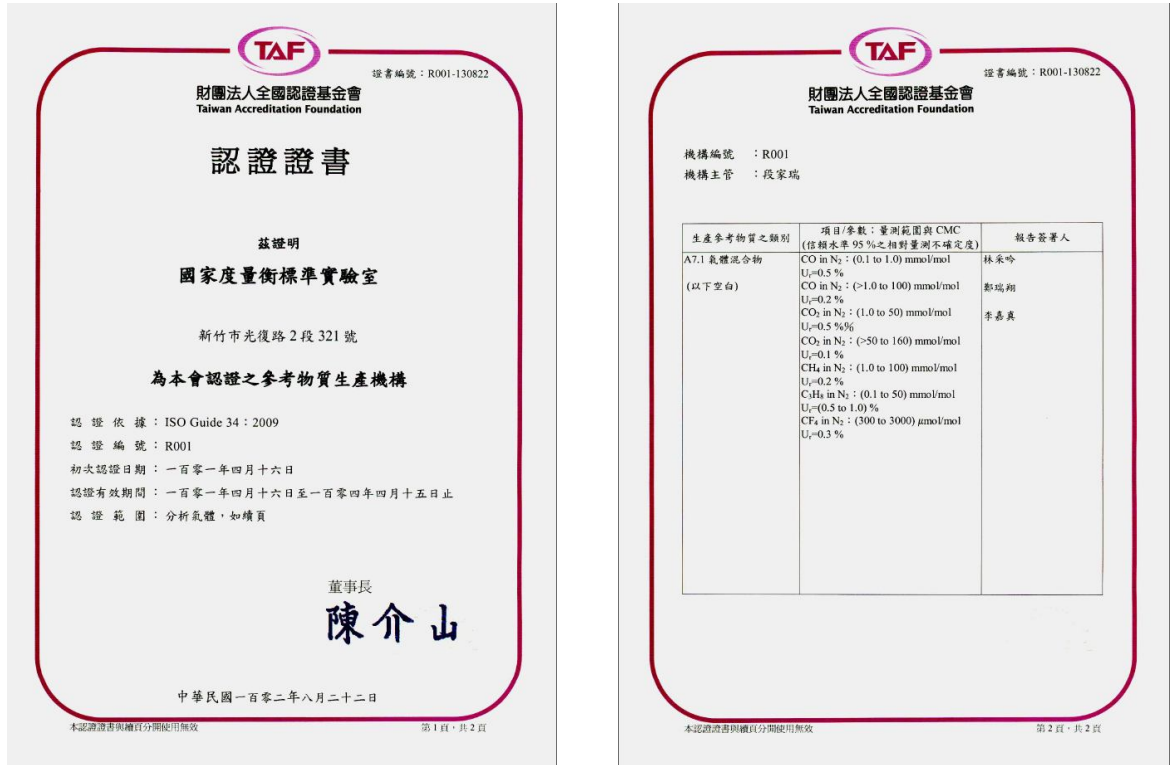 TAF
證書編號：R001-130822
財團法人全國認證基金會
Taiwan Accreditation Foundation
認證證書
茲證明
國家度量衡標準實驗室
新竹市光復路2段321號
為本會認證之參考物質生產機構
認證依據：ISO Guide 34：2009
認證編號：R001
初次認證日期：一百零一年四月十六日
認證有效期間：一百零一年四月十六日至一百零四年四月十五日止
認證範圍：分析氣體，如續頁
董事長
陳介山
中華民國一百零二年八月二十二日
本認證證書與續頁分開使用無效
第1頁，共2頁
TAF
證書編號：R001-130822
財團法人全國認證基金會
Taiwan Accreditation Foundation
機構編號：R001
機構主管：段家瑞
生產參考物質之類別
項目/參數：量測範圍與 CMC
(信賴水準 95 %之相對量測不確定度)
報告簽署人
A7.1 氣體混合物
(以下空白)
CO in N₂：(0.1 to 1.0) mmol/mol
Uᵣ=0.5 %
CO in N₂：(>1.0 to 100) mmol/mol
Uᵣ=0.2 %
CO₂ in N₂：(1.0 to 50) mmol/mol
Uᵣ=0.5 %%
CO₂ in N₂：(>50 to 160) mmol/mol
Uᵣ=0.1 %
CH₄ in N₂：(1.0 to 100) mmol/mol
Uᵣ=0.2 %
C₃H₈ in N₂：(0.1 to 50) mmol/mol
Uᵣ=(0.5 to 1.0) %
CF₄ in N₂：(300 to 3000) μmol/mol
Uᵣ=0.3 %
林采吟
鄭瑞翔
李嘉真
本認證證書與續頁分開使用無效
第2頁，共2頁